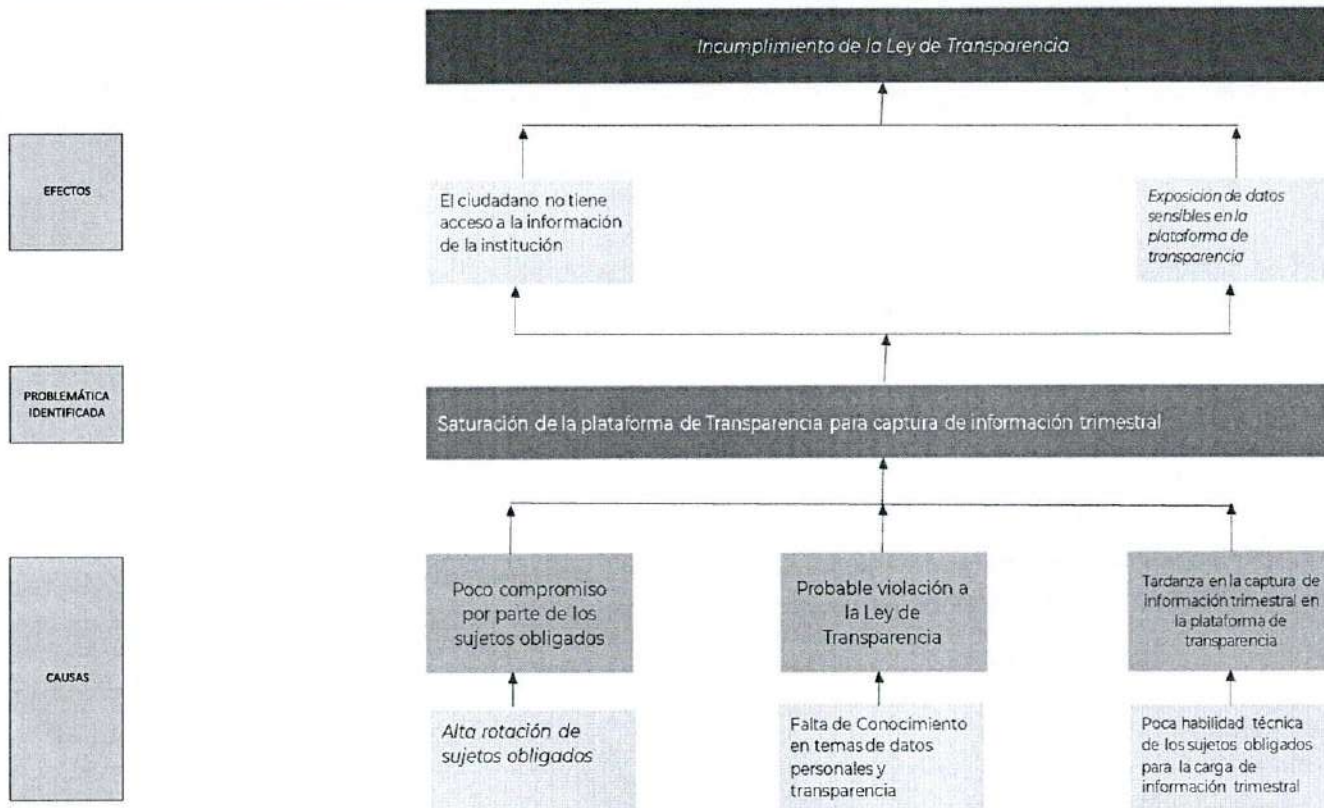 Incumplimiento de la Ley de Transparencia
EFECTOS
El ciudadano no tiene
acceso a la información
de la institución
Exposición de datos
sensibles en la
plataforma de
transparencia
PROBLEMÁTICA
IDENTIFICADA
Saturación de la plataforma de Transparencia para captura de información trimestral
CAUSAS
Poco compromiso
por parte de los
sujetos obligados
Probable violación a
la Ley de
Transparencia
Tardanza en la captura de
información trimestral en
la plataforma de
transparencia
Alta rotación de
sujetos obligados
Falta de Conocimiento
en temas de datos
personales y
transparencia
Poca habilidad técnica
de los sujetos obligados
para la carga de
información trimestral